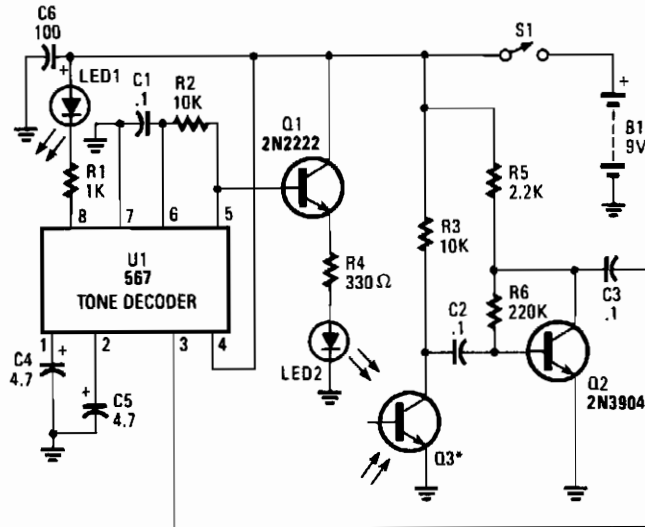 C6
100
+
LED1
C1
.1
R2
10K
S1
+
B1
9V
Q1
2N2222
R1
1K
R5
2.2K
R3
10K
8
7
6
5
U1
567
TONE DECODER
R4
330Ω
C2
.1
R6
220K
C3
.1
1
2
3
4
C4
4.7
+
LED2
Q2
2N3904
+
C5
4.7
Q3*